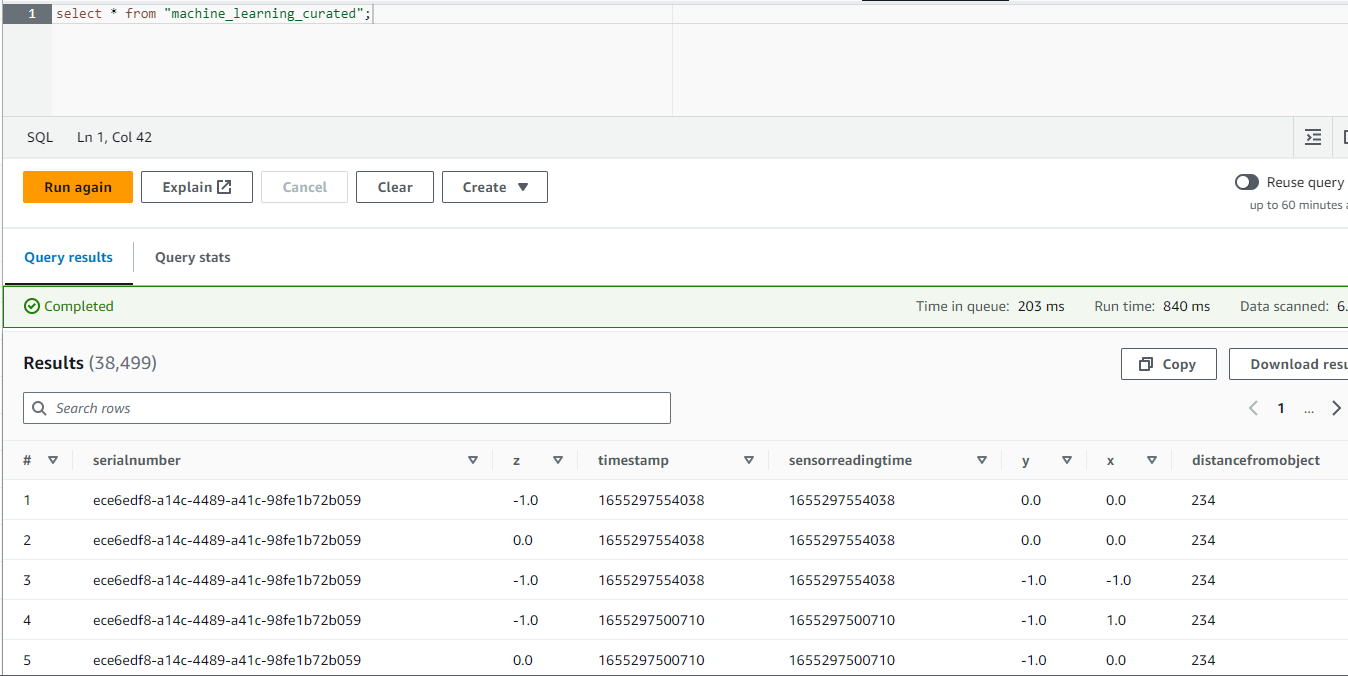 1 select * from "machine_learning_curated";
SQL Ln 1, Col 42
Run again Explain Cancel Clear Create Reuse query
up to 60 minutes a
Query results Query stats
Completed Time in queue: 203 ms Run time: 840 ms Data scanned: 6.
Results (38,499) Copy Download resu
Search rows 1 ...
# serialnumber z timestamp sensorreadingtime y x distancefromobject
1 ece6edf8-a14c-4489-a41c-98fe1b72b059 -1.0 1655297554038 1655297554038 0.0 0.0 234
2 ece6edf8-a14c-4489-a41c-98fe1b72b059 0.0 1655297554038 1655297554038 0.0 0.0 234
3 ece6edf8-a14c-4489-a41c-98fe1b72b059 -1.0 1655297554038 1655297554038 -1.0 -1.0 234
4 ece6edf8-a14c-4489-a41c-98fe1b72b059 -1.0 1655297500710 1655297500710 -1.0 1.0 234
5 ece6edf8-a14c-4489-a41c-98fe1b72b059 0.0 1655297500710 1655297500710 -1.0 0.0 234